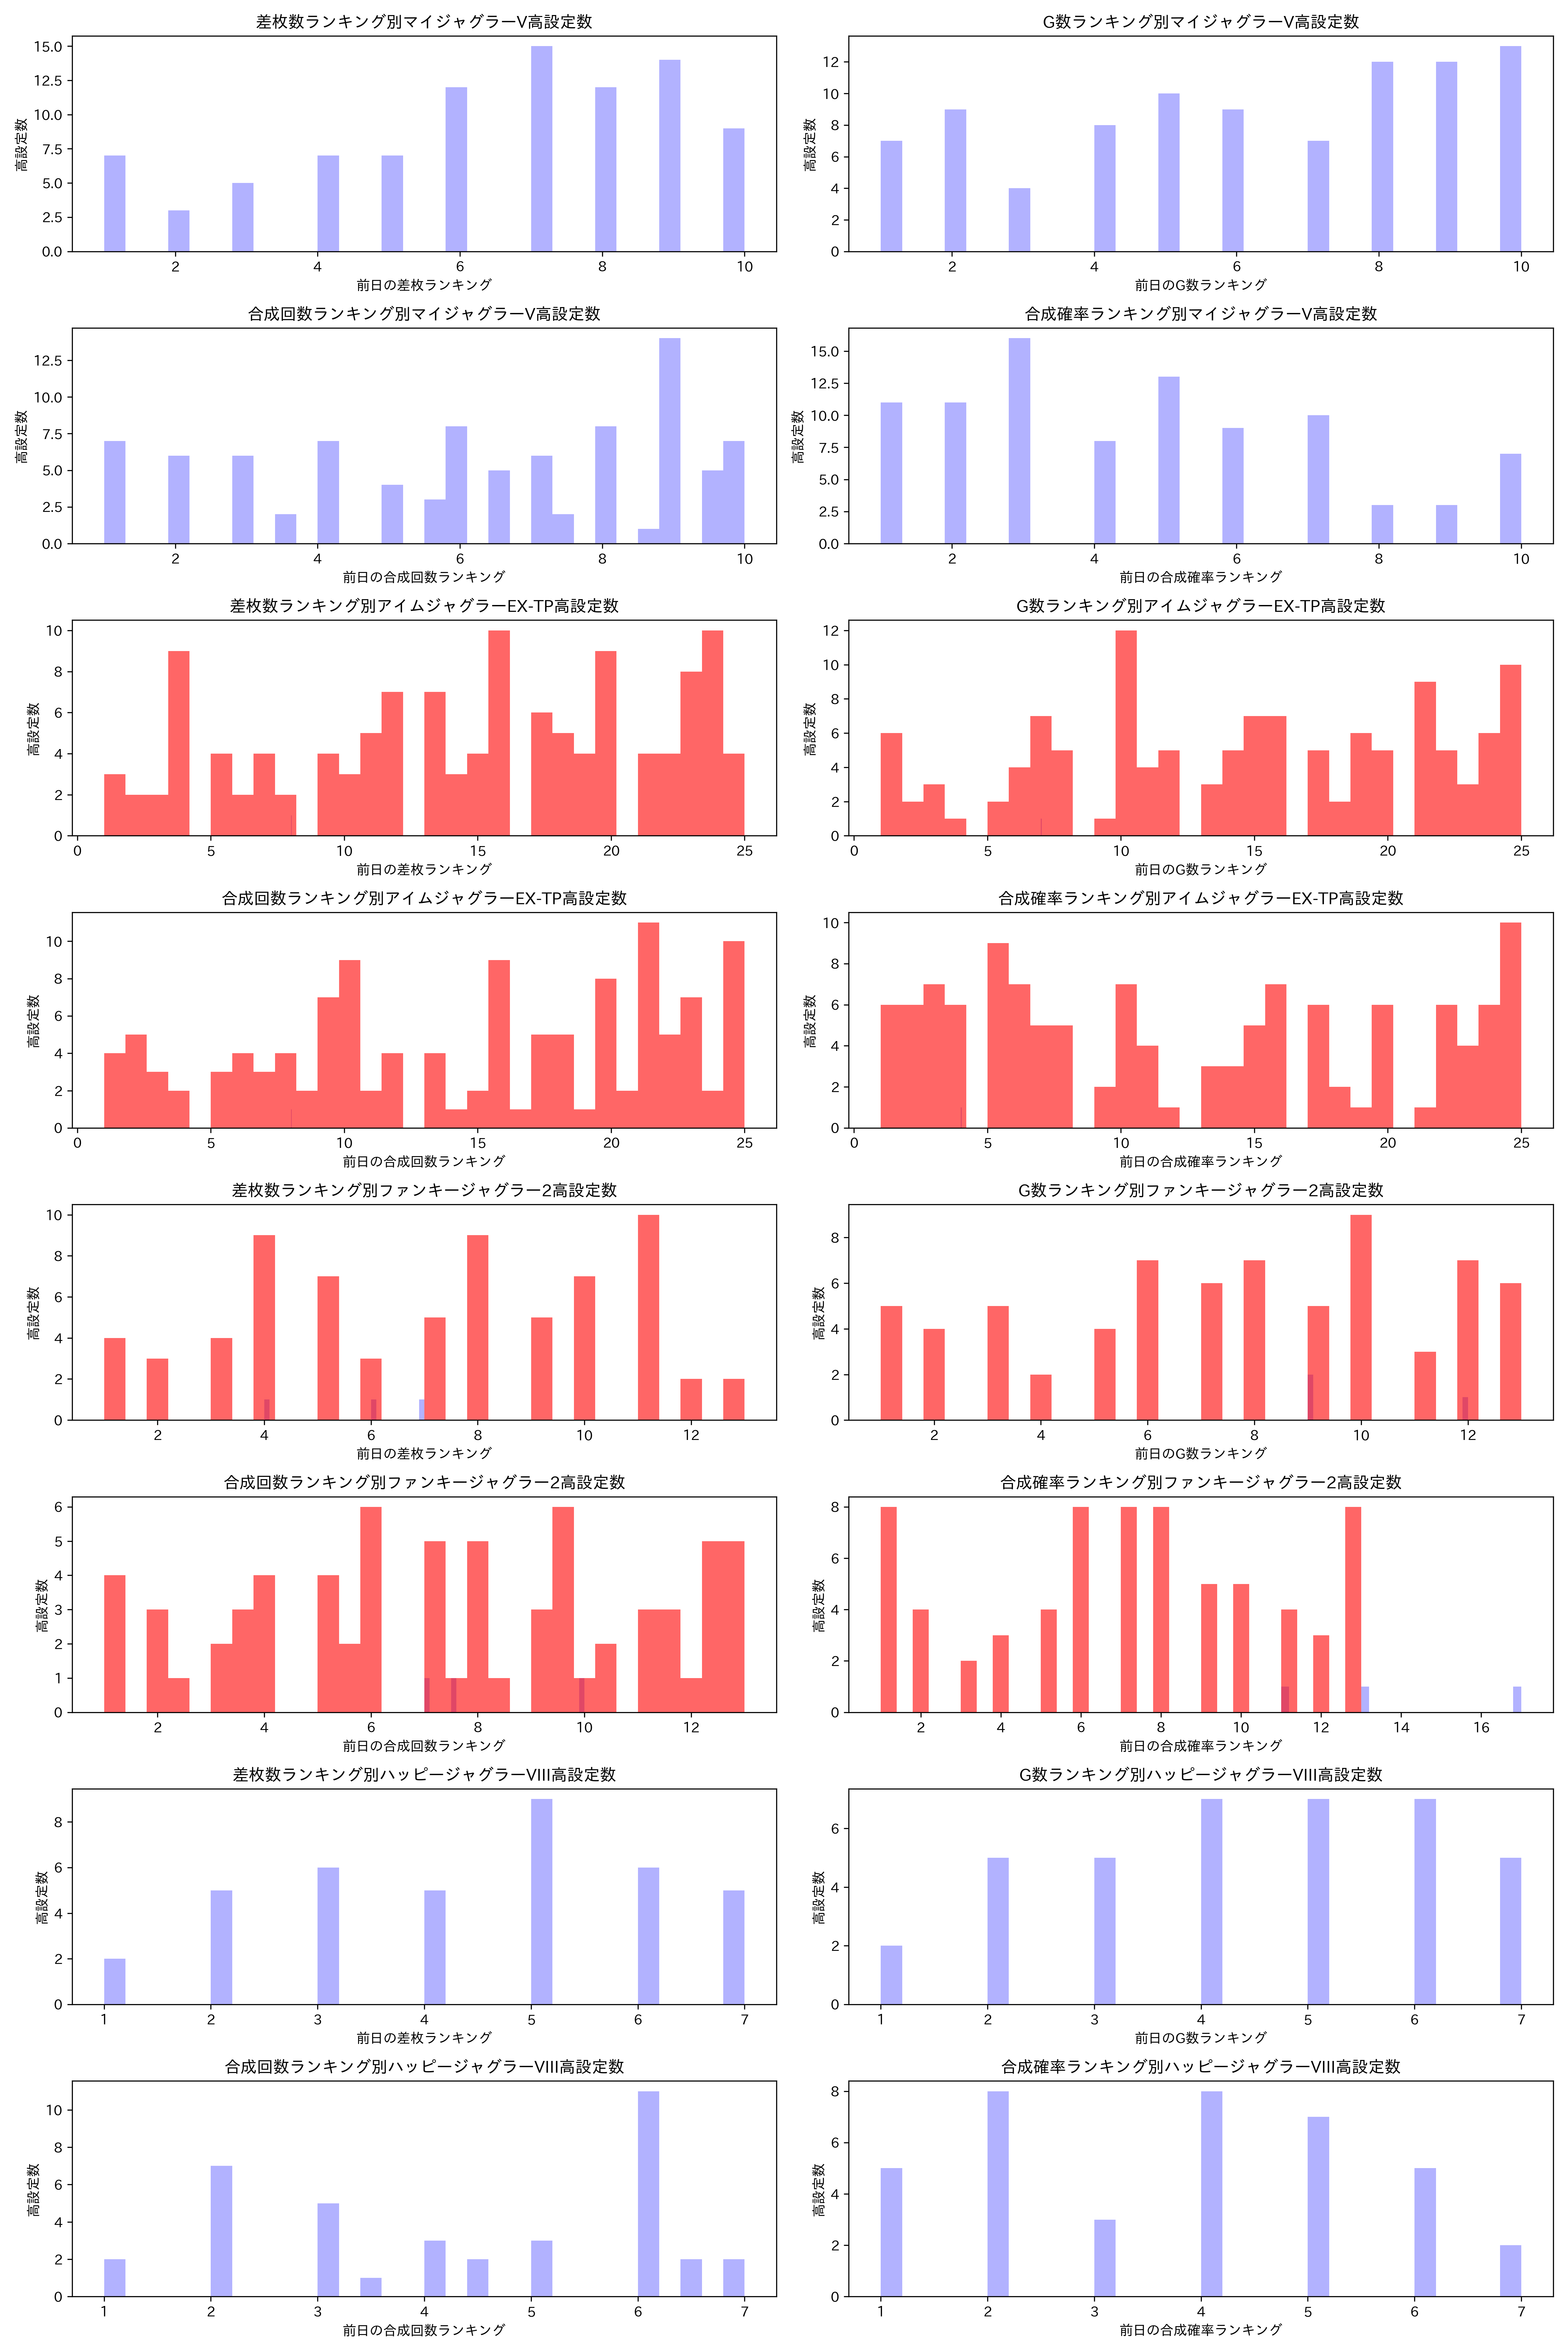 差枚数ランキング別マイジャグラーV高設定数
高設定数
15.0
12.5
10.0
7.5
5.0
2.5
0.0
2 4 6 8 10
前日の差枚ランキング
G数ランキング別マイジャグラーV高設定数
高設定数
12
10
8
6
4
2
0
2 4 6 8 10
前日のG数ランキング
合成回数ランキング別マイジャグラーV高設定数
高設定数
12.5
10.0
7.5
5.0
2.5
0.0
2 4 6 8 10
前日の合成回数ランキング
合成確率ランキング別マイジャグラーV高設定数
高設定数
15.0
12.5
10.0
7.5
5.0
2.5
0.0
2 4 6 8 10
前日の合成確率ランキング
差枚数ランキング別アイムジャグラーEX-TP高設定数
高設定数
10
8
6
4
2
0
0 5 10 15 20 25
前日の差枚ランキング
G数ランキング別アイムジャグラーEX-TP高設定数
高設定数
12
10
8
6
4
2
0
0 5 10 15 20 25
前日のG数ランキング
合成回数ランキング別アイムジャグラーEX-TP高設定数
高設定数
10
8
6
4
2
0
0 5 10 15 20 25
前日の合成回数ランキング
合成確率ランキング別アイムジャグラーEX-TP高設定数
高設定数
10
8
6
4
2
0
0 5 10 15 20 25
前日の合成確率ランキング
差枚数ランキング別ファンキージャグラー2高設定数
高設定数
10
8
6
4
2
0
2 4 6 8 10 12
前日の差枚ランキング
G数ランキング別ファンキージャグラー2高設定数
高設定数
8
6
4
2
0
2 4 6 8 10 12
前日のG数ランキング
合成回数ランキング別ファンキージャグラー2高設定数
高設定数
6
5
4
3
2
1
0
2 4 6 8 10 12
前日の合成回数ランキング
合成確率ランキング別ファンキージャグラー2高設定数
高設定数
8
6
4
2
0
2 4 6 8 10 12 14 16
前日の合成確率ランキング
差枚数ランキング別ハッピージャグラーVIII高設定数
高設定数
8
6
4
2
0
1 2 3 4 5 6 7
前日の差枚ランキング
G数ランキング別ハッピージャグラーVIII高設定数
高設定数
6
4
2
0
1 2 3 4 5 6 7
前日のG数ランキング
合成回数ランキング別ハッピージャグラーVIII高設定数
高設定数
10
8
6
4
2
0
1 2 3 4 5 6 7
前日の合成回数ランキング
合成確率ランキング別ハッピージャグラーVIII高設定数
高設定数
8
6
4
2
0
1 2 3 4 5 6 7
前日の合成確率ランキング